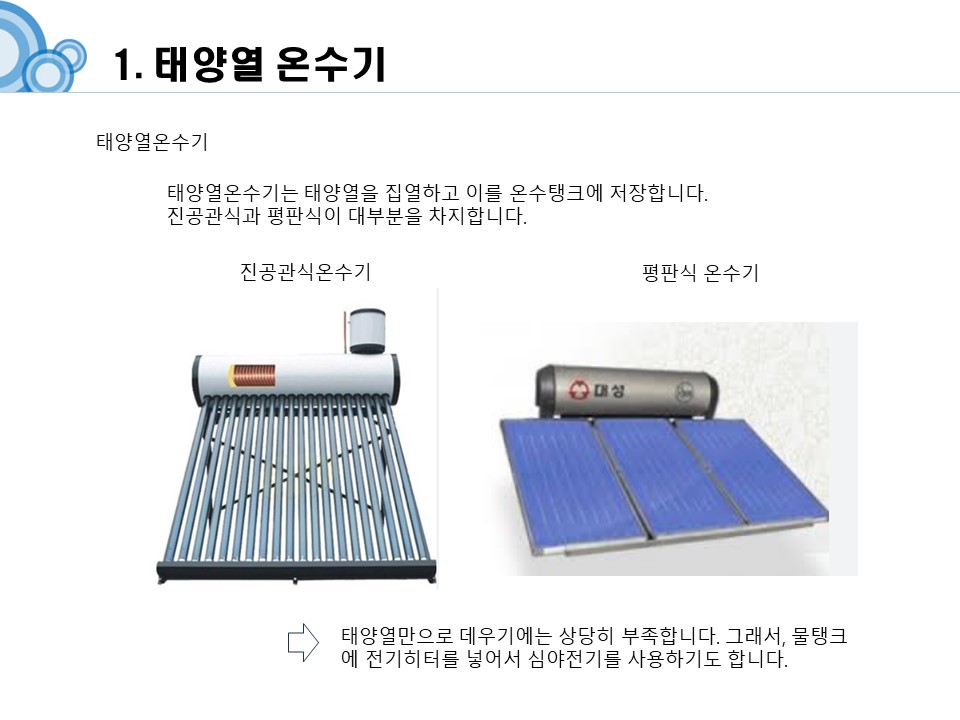 1. 태양열 온수기
태양열온수기
태양열온수기는 태양열을 집열하고 이를 온수탱크에 저장합니다.
진공관식과 평판식이 대부분을 차지합니다.
진공관식온수기
평판식 온수기
대성
태양열만으로 데우기에는 상당히 부족합니다. 그래서, 물탱크
에 전기히터를 넣어서 심야전기를 사용하기도 합니다.